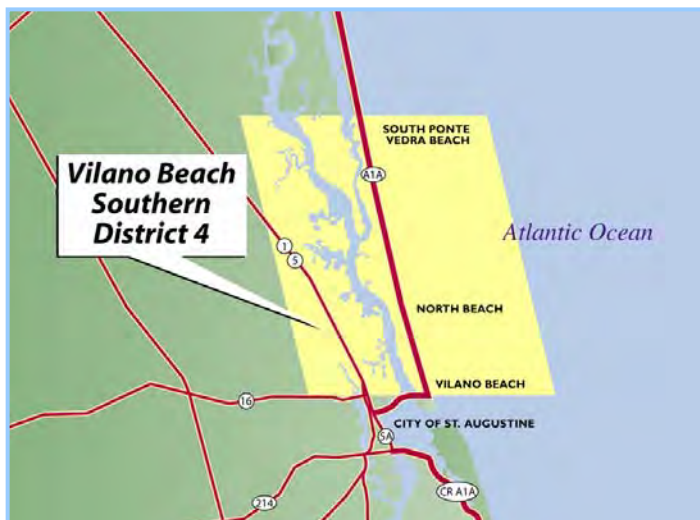 SOUTH PONTE
VEDRA BEACH
A1A
Vilano Beach
Southern
District 4
Atlantic Ocean
1
5
NORTH BEACH
VILANO BEACH
16
CITY OF ST. AUGUSTINE
5A
214
CR A1A